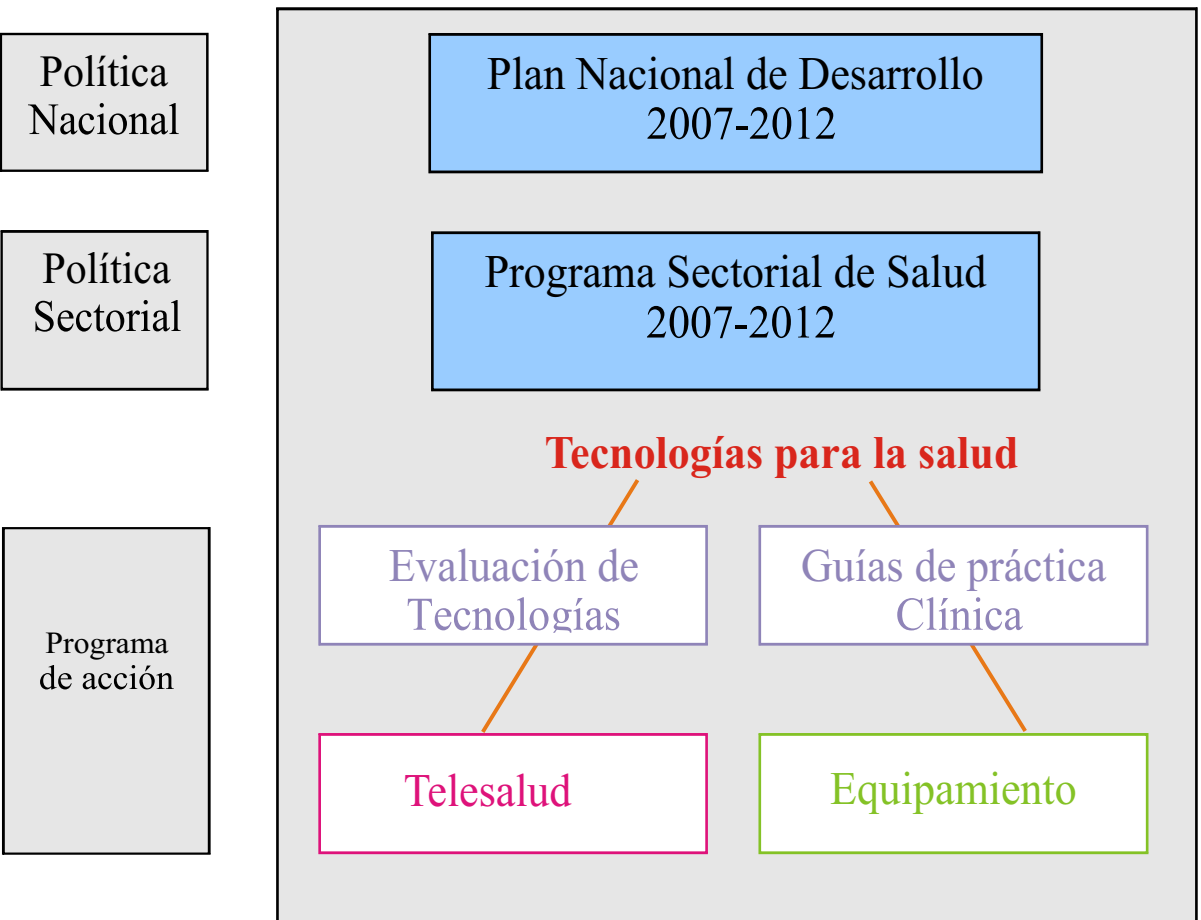 Política
Nacional
Plan Nacional de Desarrollo
2007-2012
Política
Sectorial
Programa Sectorial de Salud
2007-2012
Tecnologías para la salud
Programa
de acción
Evaluación de
Tecnologías
Guías de práctica
Clínica
Telesalud
Equipamiento